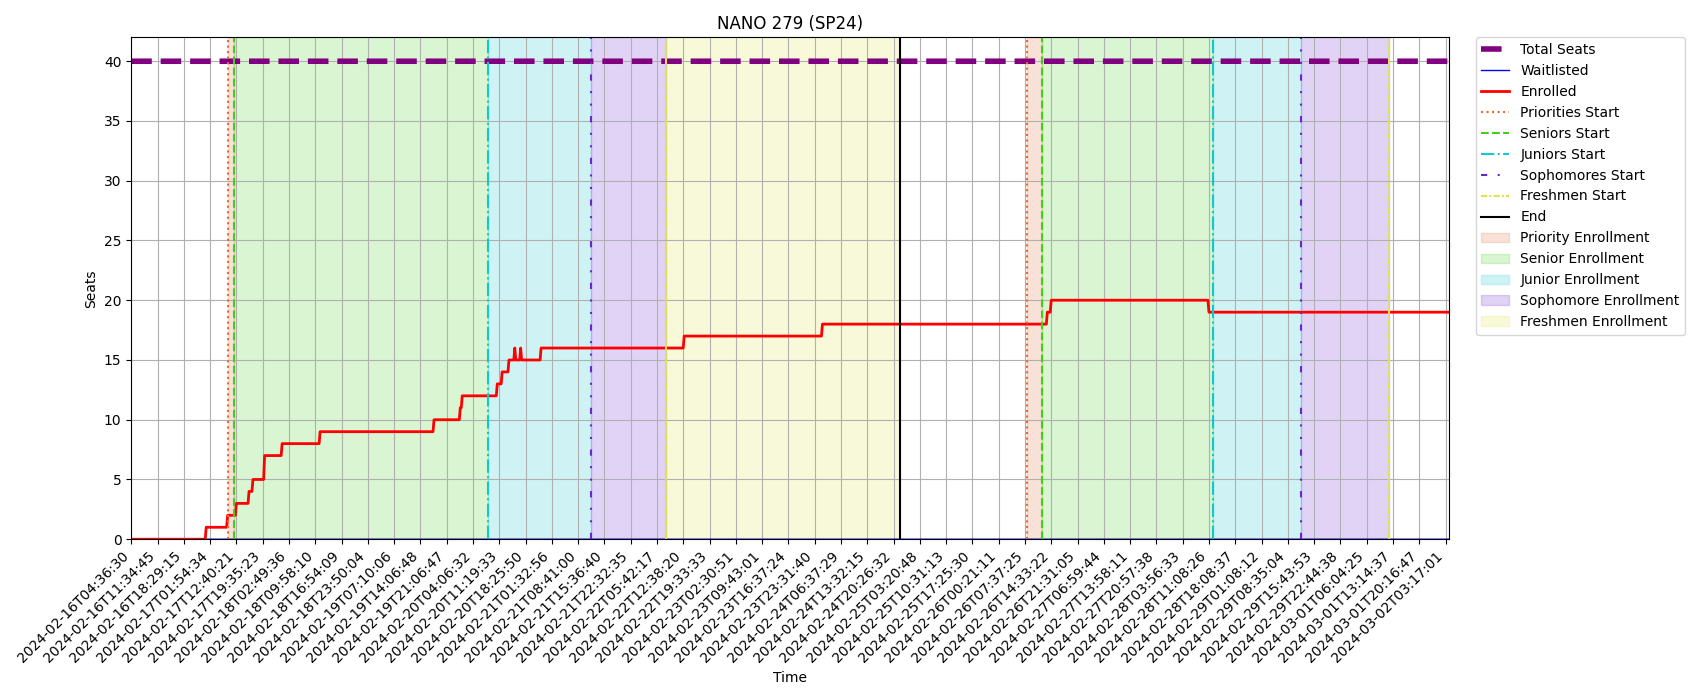 NANO 279 (SP24)
Seats
40
35
30
25
20
15
10
5
0
2024-02-16T04:36:30
2024-02-16T11:34:45
2024-02-16T18:29:15
2024-02-17T01:54:34
2024-02-17T12:40:21
2024-02-17T19:35:23
2024-02-18T02:49:36
2024-02-18T09:58:10
2024-02-18T16:54:09
2024-02-18T23:50:04
2024-02-19T07:10:06
2024-02-19T14:06:48
2024-02-19T21:06:47
2024-02-20T04:06:32
2024-02-20T11:19:33
2024-02-20T18:25:50
2024-02-21T01:32:56
2024-02-21T08:41:00
2024-02-21T15:36:40
2024-02-21T22:32:35
2024-02-22T05:42:17
2024-02-22T12:38:20
2024-02-22T19:33:33
2024-02-23T02:30:51
2024-02-23T09:43:01
2024-02-23T16:37:24
2024-02-23T23:31:40
2024-02-24T06:37:29
2024-02-24T13:32:15
2024-02-24T20:26:32
2024-02-25T03:20:48
2024-02-25T10:31:13
2024-02-25T17:25:30
2024-02-26T00:21:11
2024-02-26T07:37:25
2024-02-26T14:33:22
2024-02-26T21:31:05
2024-02-27T06:59:44
2024-02-27T13:58:11
2024-02-27T20:57:38
2024-02-28T03:56:33
2024-02-28T11:08:26
2024-02-28T18:08:37
2024-02-29T01:08:12
2024-02-29T08:35:04
2024-02-29T15:43:53
2024-02-29T22:44:38
2024-03-01T06:04:25
2024-03-01T13:14:37
2024-03-01T20:16:47
2024-03-02T03:17:01
Time
Total Seats
Waitlisted
Enrolled
Priorities Start
Seniors Start
Juniors Start
Sophomores Start
Freshmen Start
End
Priority Enrollment
Senior Enrollment
Junior Enrollment
Sophomore Enrollment
Freshmen Enrollment